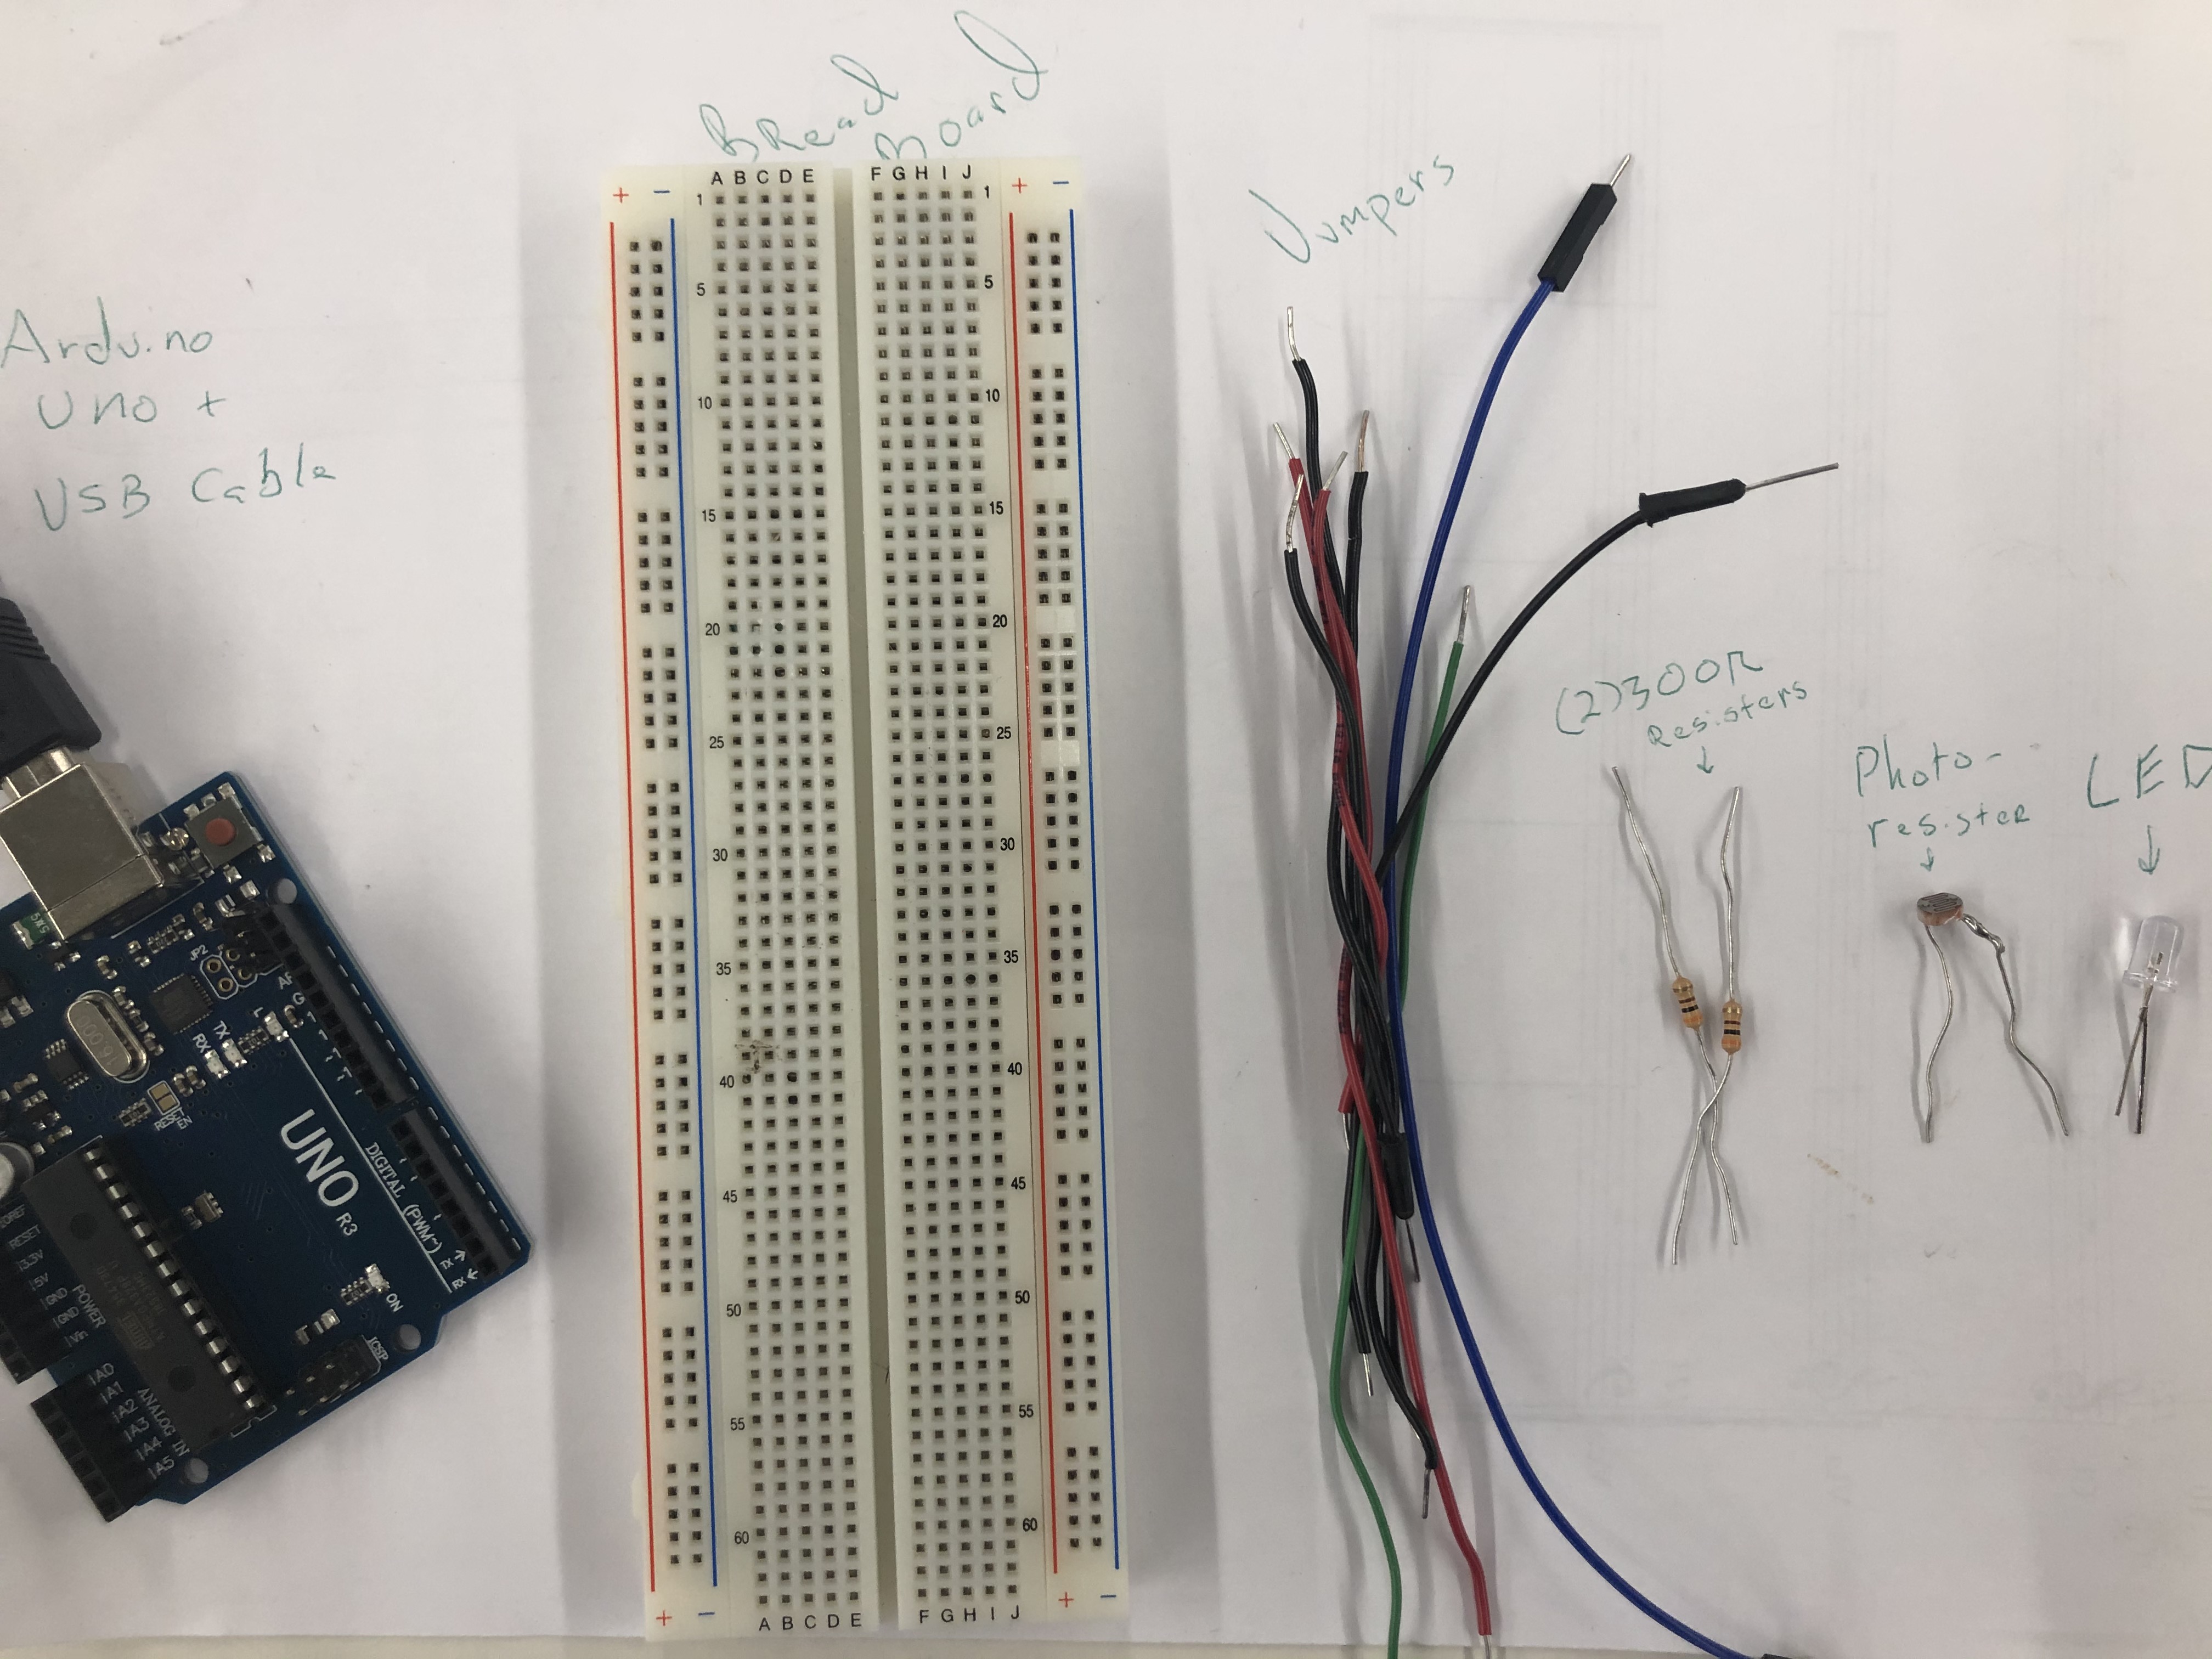 Bread Board
Arduino
Uno +
USB Cable
Jumpers
(2)300R
Resisters
Photo-
resister
LED
+ − A B C D E F G H I J + −
1 1
5 5
10 10
15 15
20 20
25 25
30 30
35 35
40 40
45 45
50 50
55 55
60 60
+ − A B C D E F G H I J + −
JP2
L
TX
RX
RESET EN
UNO R3
DIGITAL (PWM~)
TX →
RX ←
ON
ICSP
IOREF
RESET
3.3V
5V
GND
GND
Vin
POWER
A0
A1
A2
A3
A4
A5
ANALOG IN